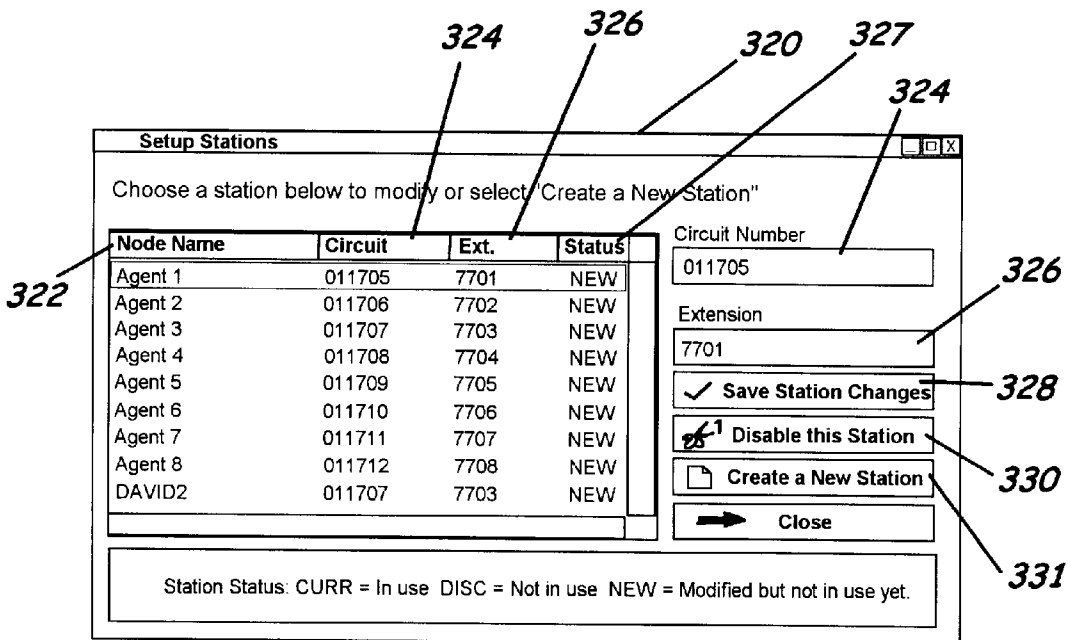 324 326 320 327
324
Setup Stations
Choose a station below to modify or select "Create a New Station"
Node Name Circuit Ext. Status
Agent 1 011705 7701 NEW
Agent 2 011706 7702 NEW
Agent 3 011707 7703 NEW
Agent 4 011708 7704 NEW
Agent 5 011709 7705 NEW
Agent 6 011710 7706 NEW
Agent 7 011711 7707 NEW
Agent 8 011712 7708 NEW
DAVID2 011707 7703 NEW
322
Circuit Number
011705
326
Extension
7701
Save Station Changes
328
1 Disable this Station
330
Create a New Station
331
Close
Station Status: CURR = In use DISC = Not in use NEW = Modified but not in use yet.